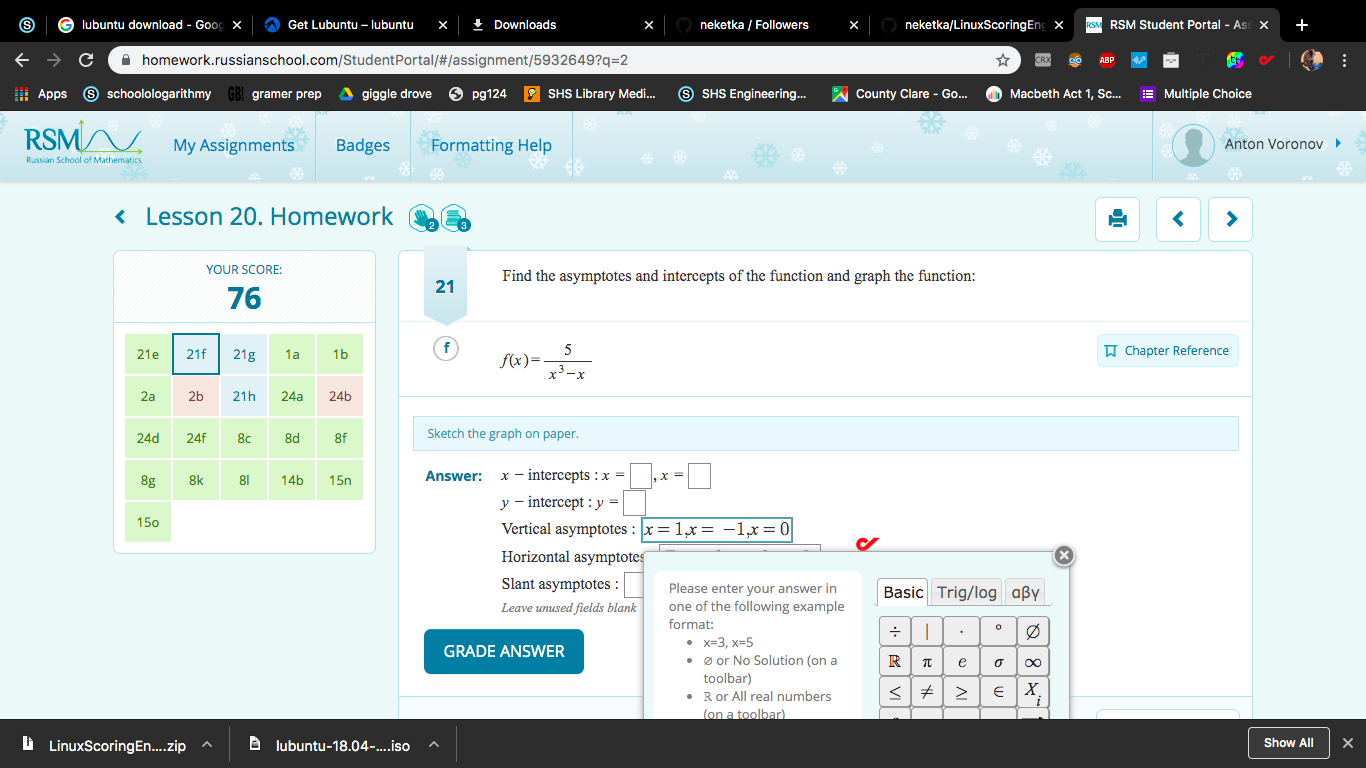 lubuntu download - Goog
Get Lubuntu – lubuntu
Downloads
neketka / Followers
neketka/LinuxScoringEng
RSM Student Portal - Ass
homework.russianschool.com/StudentPortal/#/assignment/5932649?q=2
CRX
ABP
Apps
schoolologarithmy
GB!
gramer prep
giggle drove
pg124
SHS Library Medi...
SHS Engineering...
County Clare - Go...
Macbeth Act 1, Sc...
Multiple Choice
RSM
Russian School of Mathematics
My Assignments
Badges
Formatting Help
Anton Voronov
Lesson 20. Homework
2
3
YOUR SCORE:
76
21e 21f 21g 1a 1b
2a 2b 21h 24a 24b
24d 24f 8c 8d 8f
8g 8k 8l 14b 15n
15o
21
Find the asymptotes and intercepts of the function and graph the function:
f
f(x)= 5
x³−x
Chapter Reference
Sketch the graph on paper.
Answer:
x − intercepts : x = , x =
y − intercept : y =
Vertical asymptotes : x = 1,x = −1,x = 0
Horizontal asymptotes
Slant asymptotes :
Leave unused fields blank
GRADE ANSWER
Please enter your answer in
one of the following example
format:
• x=3, x=5
• ∅ or No Solution (on a
toolbar)
• ℝ or All real numbers
(on a toolbar)
Basic Trig/log αβγ
÷ | · ° ∅
ℝ π e σ ∞
≤ ≠ ≥ ∈ Xi
LinuxScoringEn....zip
lubuntu-18.04-....iso
Show All